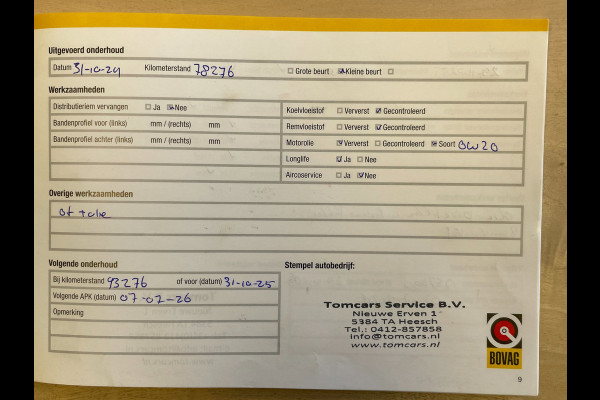 Uitgevoerd onderhoud
Datum 31-10-24 Kilometerstand 78276 Grote beurt Kleine beurt
Werkzaamheden
Distributieriem vervangen Ja Nee
Bandenprofiel voor (links) mm / (rechts) mm
Bandenprofiel achter (links) mm / (rechts) mm
Koelvloeistof Ververst Gecontroleerd
Remvloeistof Ververst Gecontroleerd
Motorolie Ververst Gecontroleerd Soort 0W20
Longlife Ja Nee
Aircoservice Ja Nee
Overige werkzaamheden
Volgende onderhoud
Bij kilometerstand 93276 of voor (datum) 31-10-25
Volgende APK (datum) 07-02-26
Opmerking
Stempel autobedrijf:
Tomcars Service B.V.
Nieuwe Erven 1
5384 TA Heesch
Tel.: 0412-857858
info@tomcars.nl
www.tomcars.nl
BOVAG
9